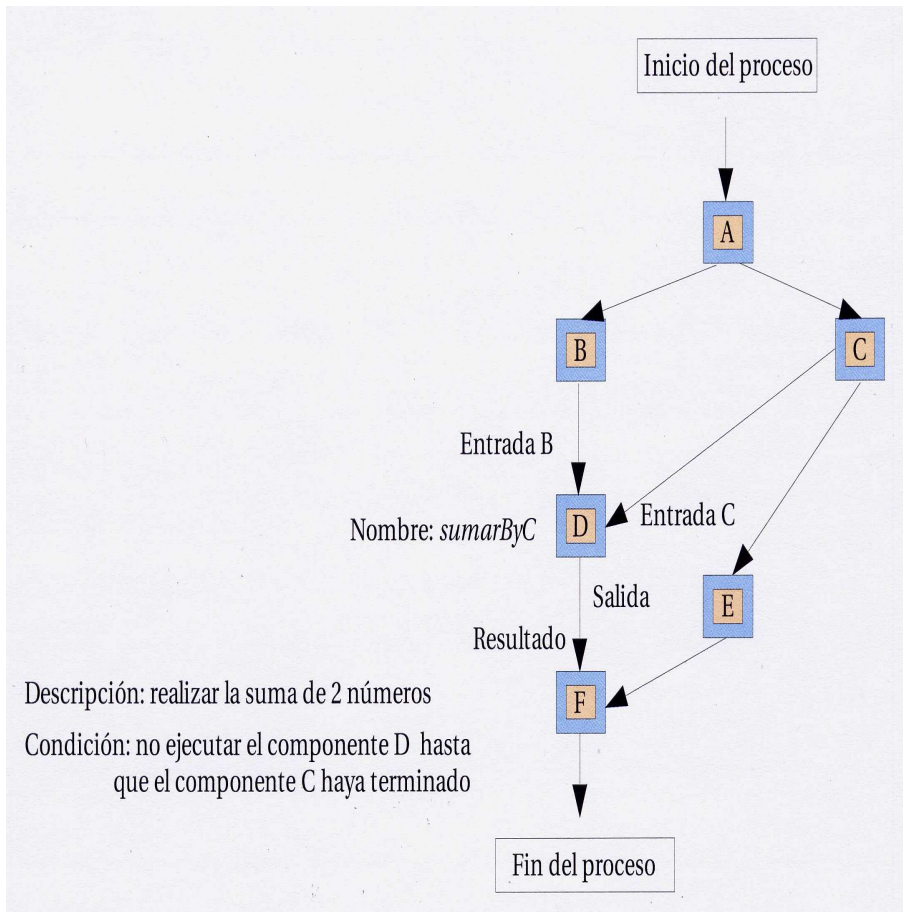 Inicio del proceso
A
B
C
Entrada B
Nombre: sumarByC
D
Entrada C
Salida
E
Resultado
F
Descripción: realizar la suma de 2 números
Condición: no ejecutar el componente D hasta
que el componente C haya terminado
Fin del proceso